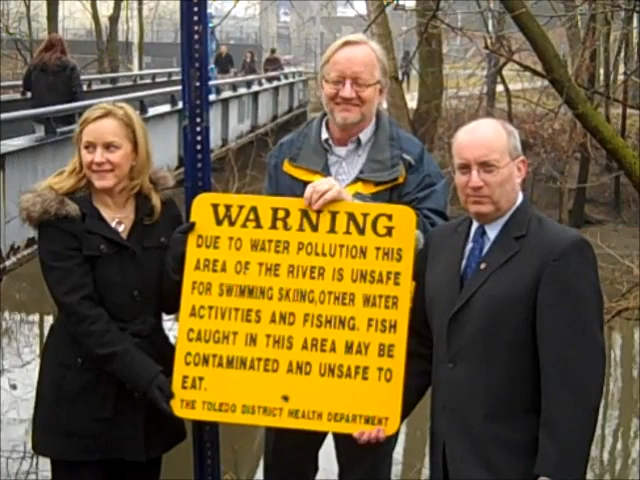 WARNING
DUE TO WATER POLLUTION THIS
AREA OF THE RIVER IS UNSAFE
FOR SWIMMING SKIING,OTHER WATER
ACTIVITIES AND FISHING. FISH
CAUGHT IN THIS AREA MAY BE
CONTAMINATED AND UNSAFE TO
EAT.
THE TOLEDO DISTRICT HEALTH DEPARTMENT